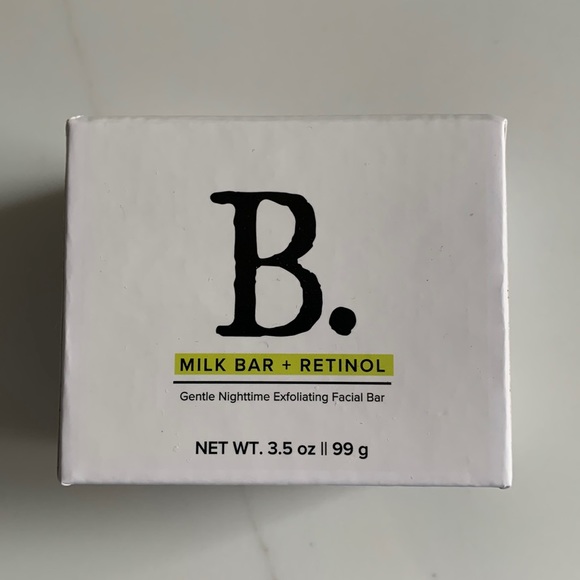 B.
MILK BAR + RETINOL
Gentle Nighttime Exfoliating Facial Bar
NET WT. 3.5 oz || 99 g